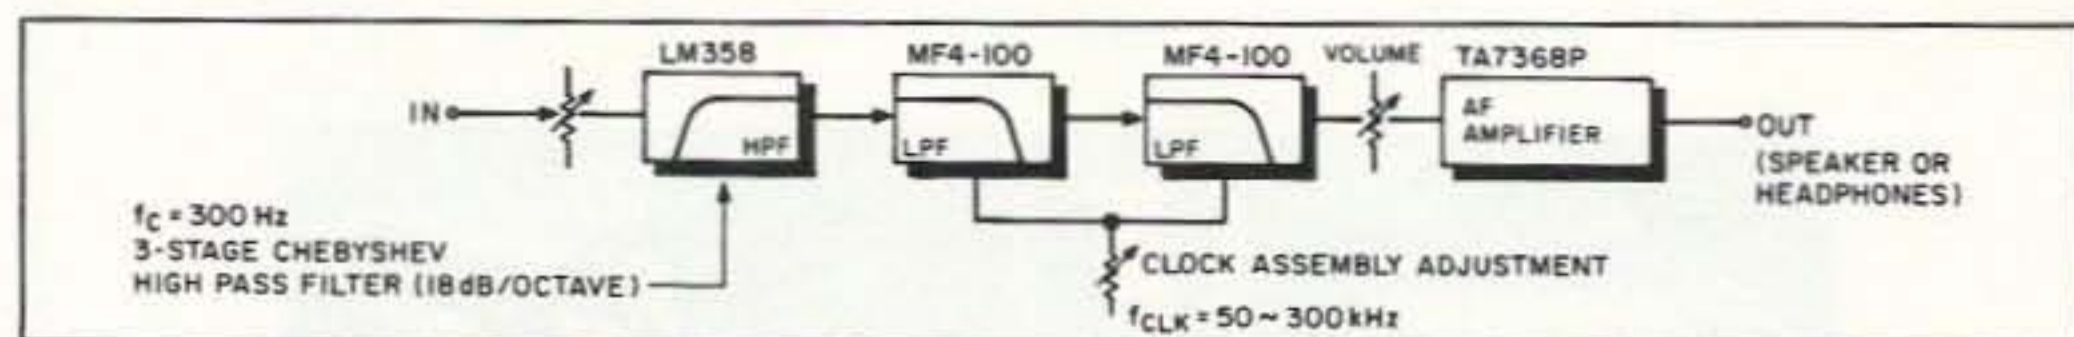 LM358
MF4-100
MF4-100
VOLUME
TA7368P
IN
HPF
LPF
LPF
AF
AMPLIFIER
OUT
(SPEAKER OR
HEADPHONES)
fC = 300 Hz
3-STAGE CHEBYSHEV
HIGH PASS FILTER (18dB/OCTAVE)
CLOCK ASSEMBLY ADJUSTMENT
fCLK = 50 ~ 300 kHz